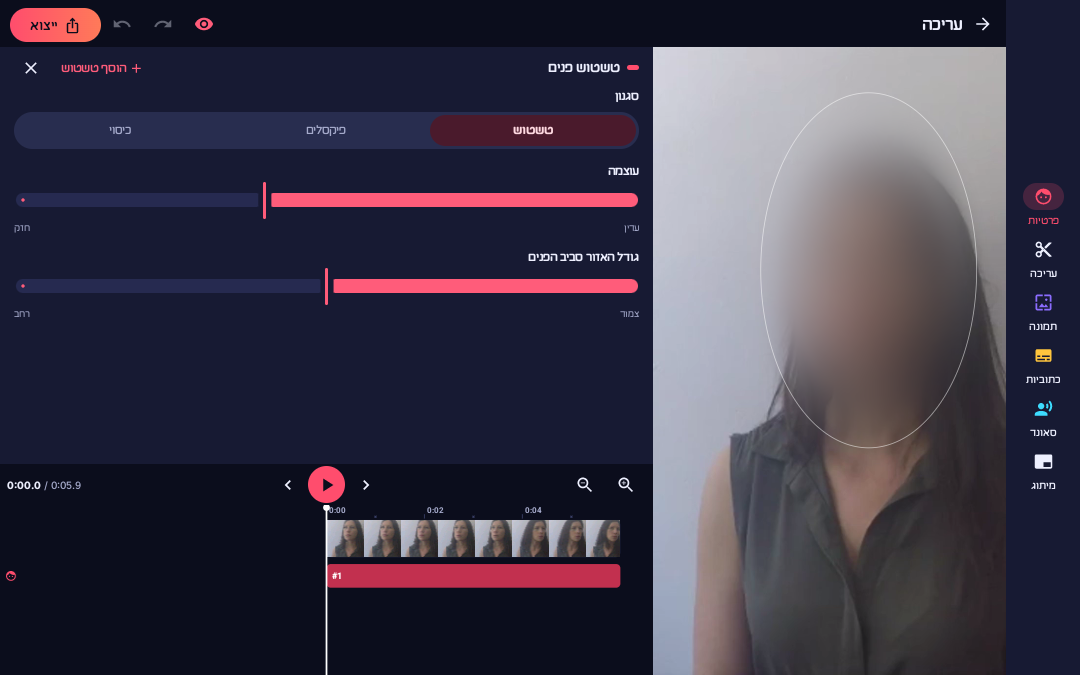 עריכה
ייצוא
טשטוש פנים
הוסף טשטוש
סגנון
טשטוש
פיקסלים
כיסוי
עוצמה
עדין
חזק
גודל האזור סביב הפנים
צמוד
רחב
0:00.0 / 0:05.9
0:00
0:02
0:04
#1
פרטיות
עריכה
תמונה
כתוביות
סאונד
מיתוג